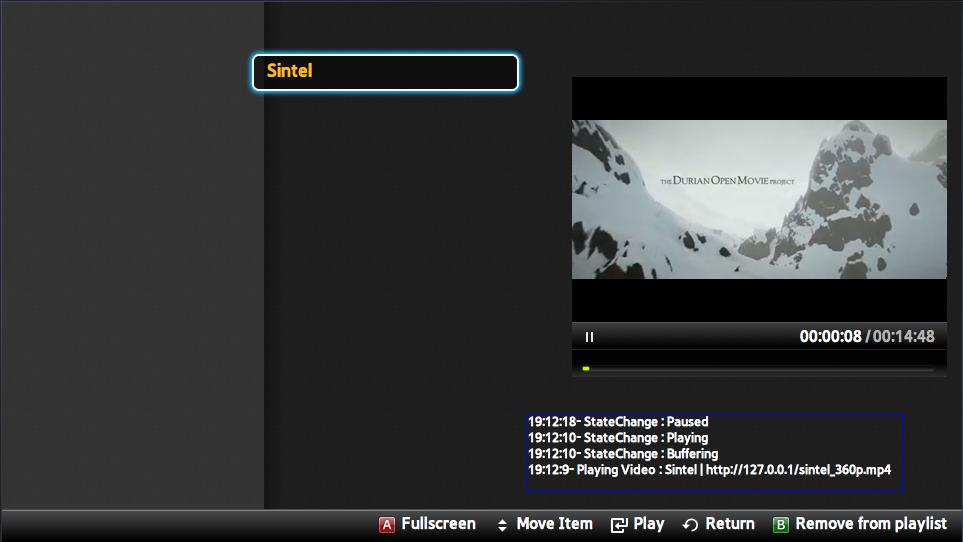 Sintel
THE DURIAN OPEN MOVIE PROJECT
00:00:08 / 00:14:48
19:12:18- StateChange : Paused
19:12:10- StateChange : Playing
19:12:10- StateChange : Buffering
19:12:9- Playing Video : Sintel | http://127.0.0.1/sintel_360p.mp4
A Fullscreen Move Item Play Return B Remove from playlist